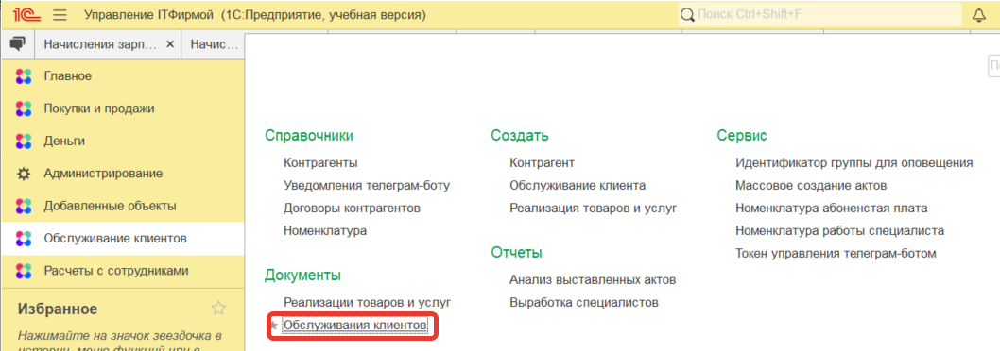 1С Управление ITФирмой (1С:Предприятие, учебная версия) Поиск Ctrl+Shift+F
Начисления зарп... × Начис...
Главное
Покупки и продажи
Деньги
Администрирование
Добавленные объекты
Обслуживание клиентов
Расчеты с сотрудниками
Избранное
Нажимайте на значок звездочка в
истории, меню функций или в
По
Справочники
Контрагенты
Уведомления телеграм-боту
Договоры контрагентов
Номенклатура
Документы
Реализации товаров и услуг
Обслуживания клиентов
Создать
Контрагент
Обслуживание клиента
Реализация товаров и услуг
Отчеты
Анализ выставленных актов
Выработка специалистов
Сервис
Идентификатор группы для оповещения
Массовое создание актов
Номенклатура абоненстая плата
Номенклатура работы специалиста
Токен управления телеграм-ботом